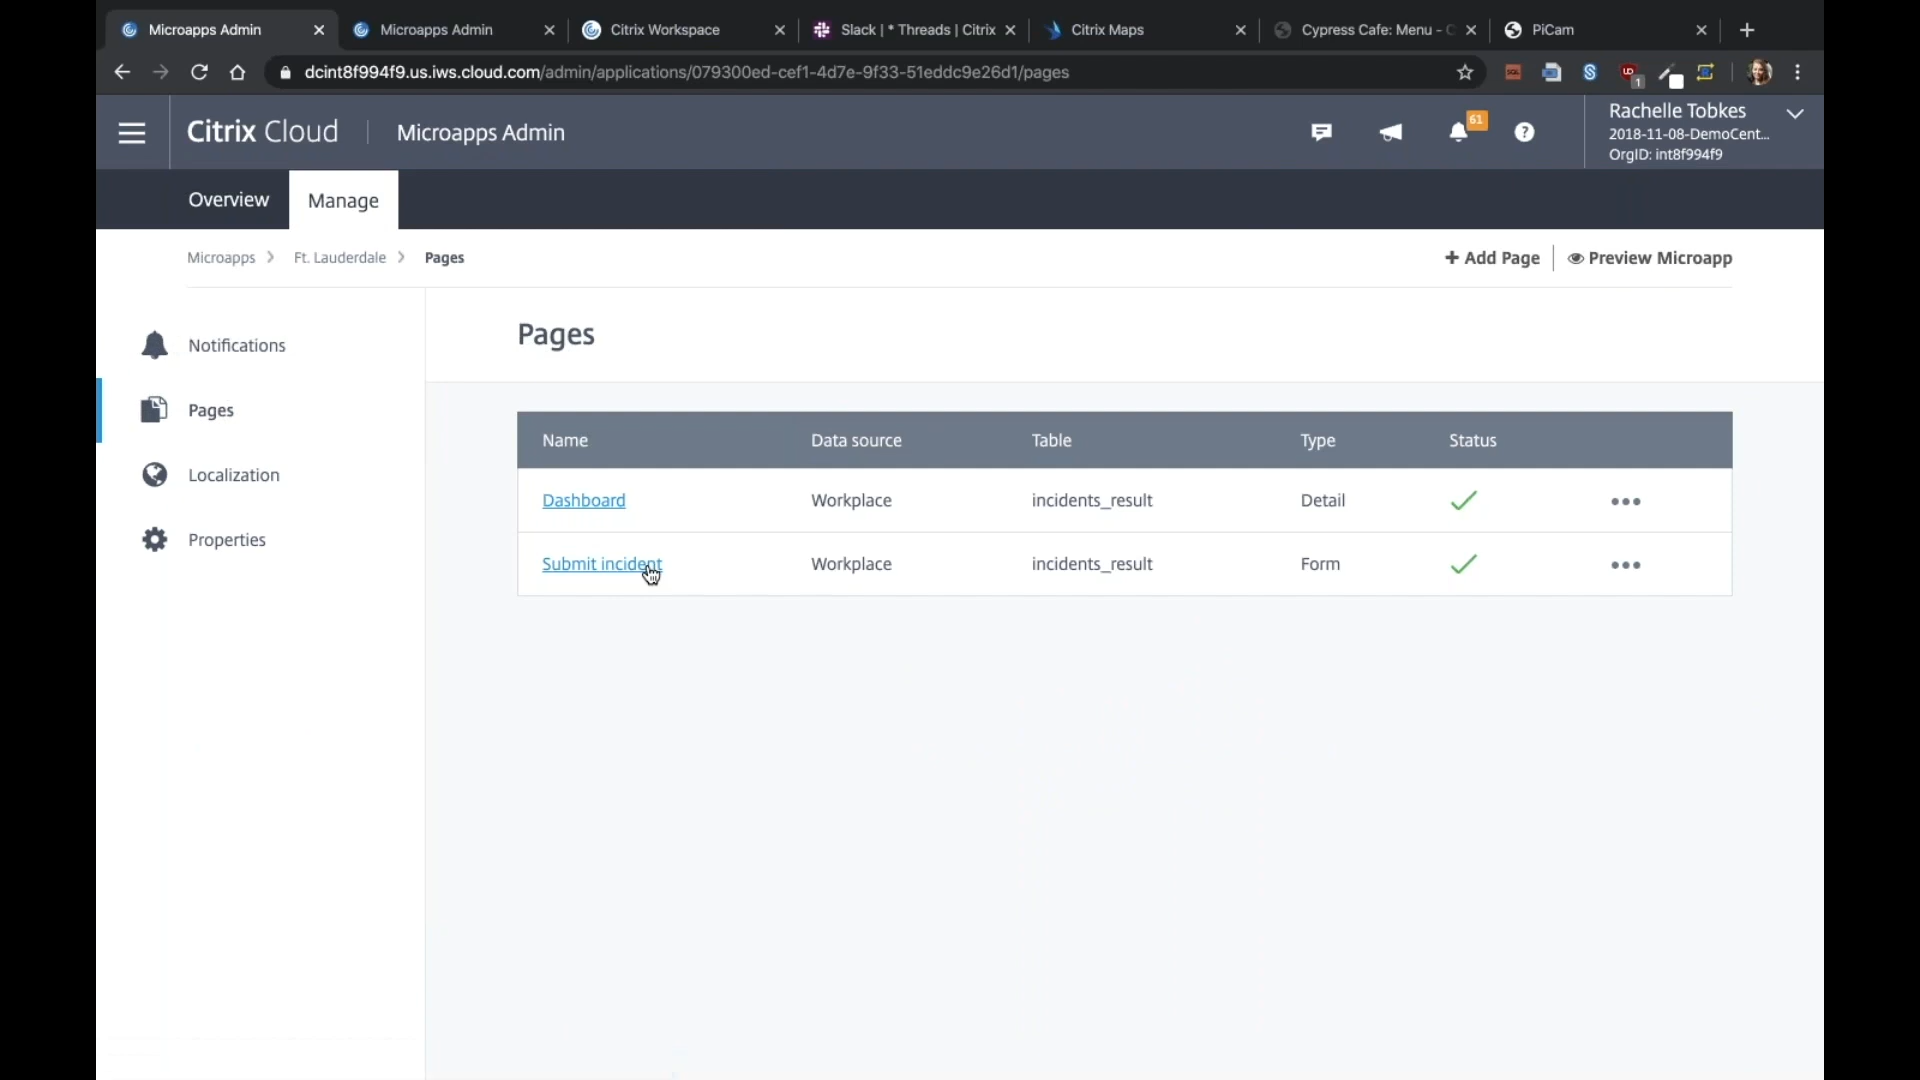 Microapps Admin
Microapps Admin
Citrix Workspace
Slack | * Threads | Citrix
Citrix Maps
Cypress Cafe: Menu - C
PiCam
dcint8f994f9.us.iws.cloud.com/admin/applications/079300ed-cef1-4d7e-9f33-51eddc9e26d1/pages
1
Citrix Cloud
Microapps Admin
61
?
Rachelle Tobkes
2018-11-08-DemoCent...
OrgID: int8f994f9
Overview
Manage
Microapps
Ft. Lauderdale
Pages
+ Add Page
Preview Microapp
Notifications
Pages
Localization
Properties
Pages
Name Data source Table Type Status
Dashboard Workplace incidents_result Detail
Submit incident Workplace incidents_result Form